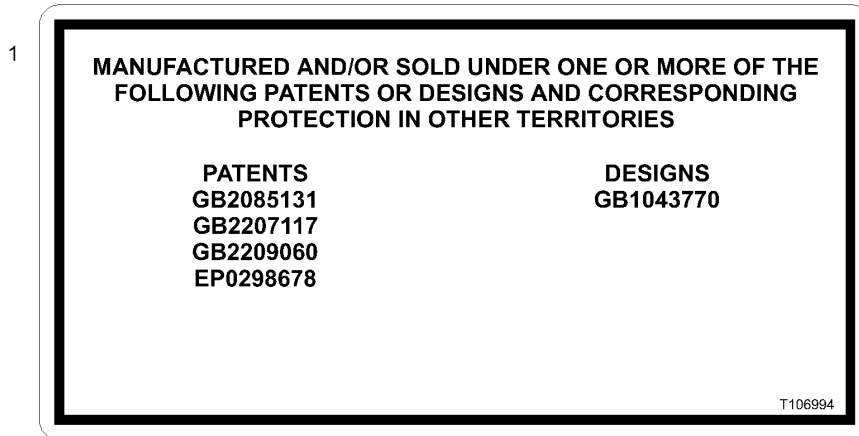 1
MANUFACTURED AND/OR SOLD UNDER ONE OR MORE OF THE
FOLLOWING PATENTS OR DESIGNS AND CORRESPONDING
PROTECTION IN OTHER TERRITORIES
PATENTS
GB2085131
GB2207117
GB2209060
EP0298678
DESIGNS
GB1043770
T106994